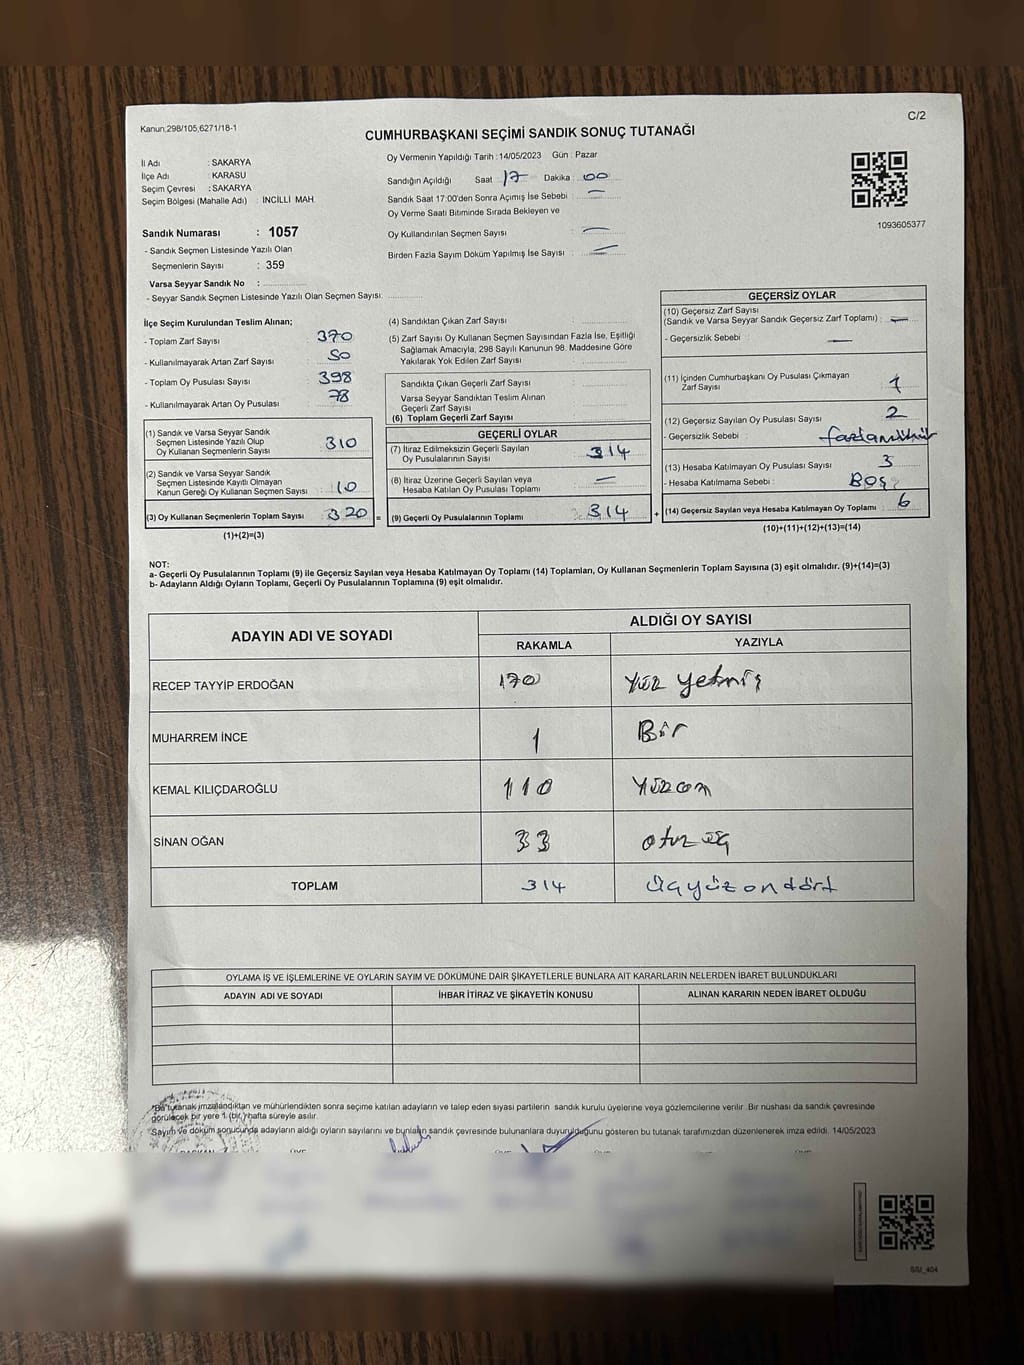 Kanun;298/105,6271/18-1
C/2
CUMHURBAŞKANI SEÇİMİ SANDIK SONUÇ TUTANAĞI
İl Adı : SAKARYA
İlçe Adı : KARASU
Seçim Çevresi : SAKARYA
Seçim Bölgesi (Mahalle Adı) : İNCİLLİ MAH.
Sandık Numarası : 1057
- Sandık Seçmen Listesinde Yazılı Olan
Seçmenlerin Sayısı : 359
Varsa Seyyar Sandık No :
- Seyyar Sandık Seçmen Listesinde Yazılı Olan Seçmen Sayısı:
Oy Vermenin Yapıldığı Tarih :14/05/2023 Gün : Pazar
Sandığın Açıldığı Saat 17 Dakika : 00
Sandık Saat 17:00'den Sonra Açımış İse Sebebi : —
Oy Verme Saati Bitiminde Sırada Bekleyen ve
Oy Kullandırılan Seçmen Sayısı : —
Birden Fazla Sayım Döküm Yapılmış İse Sayısı : —
1093605377
İlçe Seçim Kurulundan Teslim Alınan;
- Toplam Zarf Sayısı : 370
- Kullanılmayarak Artan Zarf Sayısı : 50
- Toplam Oy Pusulası Sayısı : 398
- Kullanılmayarak Artan Oy Pusulası : 78
(1) Sandık ve Varsa Seyyar Sandık
Seçmen Listesinde Yazılı Olup
Oy Kullanan Seçmenlerin Sayısı : 310
(2) Sandık ve Varsa Seyyar Sandık
Seçmen Listesinde Kayıtlı Olmayan
Kanun Gereği Oy Kullanan Seçmen Sayısı : 10
(3) Oy Kullanan Seçmenlerin Toplam Sayısı : 320 =
(1)+(2)=(3)
(4) Sandıktan Çıkan Zarf Sayısı :
(5) Zarf Sayısı Oy Kullanan Seçmen Sayısından Fazla İse, Eşitliği
Sağlamak Amacıyla, 298 Sayılı Kanunun 98. Maddesine Göre
Yakılarak Yok Edilen Zarf Sayısı :
Sandıkta Çıkan Geçerli Zarf Sayısı :
Varsa Seyyar Sandıktan Teslim Alınan
Geçerli Zarf Sayısı :
(6) Toplam Geçerli Zarf Sayısı :
GEÇERLİ OYLAR
(7) İtiraz Edilmeksizin Geçerli Sayılan
Oy Pusulalarının Sayısı : 314
(8) İtiraz Üzerine Geçerli Sayılan veya
Hesaba Katılan Oy Pusulası Toplamı : —
(9) Geçerli Oy Pusulalarının Toplamı : 314 +
GEÇERSİZ OYLAR
(10) Geçersiz Zarf Sayısı
(Sandık ve Varsa Seyyar Sandık Geçersiz Zarf Toplamı) : —
- Geçersizlik Sebebi : —
(11) İçinden Cumhurbaşkanı Oy Pusulası Çıkmayan
Zarf Sayısı : 1
(12) Geçersiz Sayılan Oy Pusulası Sayısı : 2
- Geçersizlik Sebebi :
(13) Hesaba Katılmayan Oy Pusulası Sayısı : 3
- Hesaba Katılmama Sebebi : Boş
(14) Geçersiz Sayılan veya Hesaba Katılmayan Oy Toplamı : 6
(10)+(11)+(12)+(13)=(14)
NOT:
a- Geçerli Oy Pusulalarının Toplamı (9) ile Geçersiz Sayılan veya Hesaba Katılmayan Oy Toplamı (14) Toplamları, Oy Kullanan Seçmenlerin Toplam Sayısına (3) eşit olmalıdır. (9)+(14)=(3)
b- Adayların Aldığı Oyların Toplamı, Geçerli Oy Pusulalarının Toplamına (9) eşit olmalıdır.
ADAYIN ADI VE SOYADI
ALDIĞI OY SAYISI
RAKAMLA YAZIYLA
RECEP TAYYİP ERDOĞAN 170 Yüz yetmiş
MUHARREM İNCE 1 Bir
KEMAL KILIÇDAROĞLU 110 Yüzon
SİNAN OĞAN 33 otuz üç
TOPLAM 314 Üçyüzondört
OYLAMA İŞ VE İŞLEMLERİNE VE OYLARIN SAYIM VE DÖKÜMÜNE DAİR ŞİKAYETLERLE BUNLARA AİT KARARLARIN NELERDEN İBARET BULUNDUKLARI
ADAYIN ADI VE SOYADI İHBAR İTİRAZ VE ŞİKAYETİN KONUSU ALINAN KARARIN NEDEN İBARET OLDUĞU
"Bu tutanak imzalandıktan ve mühürlendikten sonra seçime katılan adayların ve talep eden siyasi partilerin sandık kurulu üyelerine veya gözlemcilerine verilir. Bir nüshası da sandık çevresinde
görülecek bir yere 1 (bir) hafta süreyle asılır.
Sayım ve döküm sonucunda adayların aldığı oyların sayılarını ve bunların sandık çevresinde bulunanlara duyurulduğunu gösteren bu tutanak tarafımızdan düzenlenerek imza edildi. 14/05/2023
BAŞKAN
SSI_404